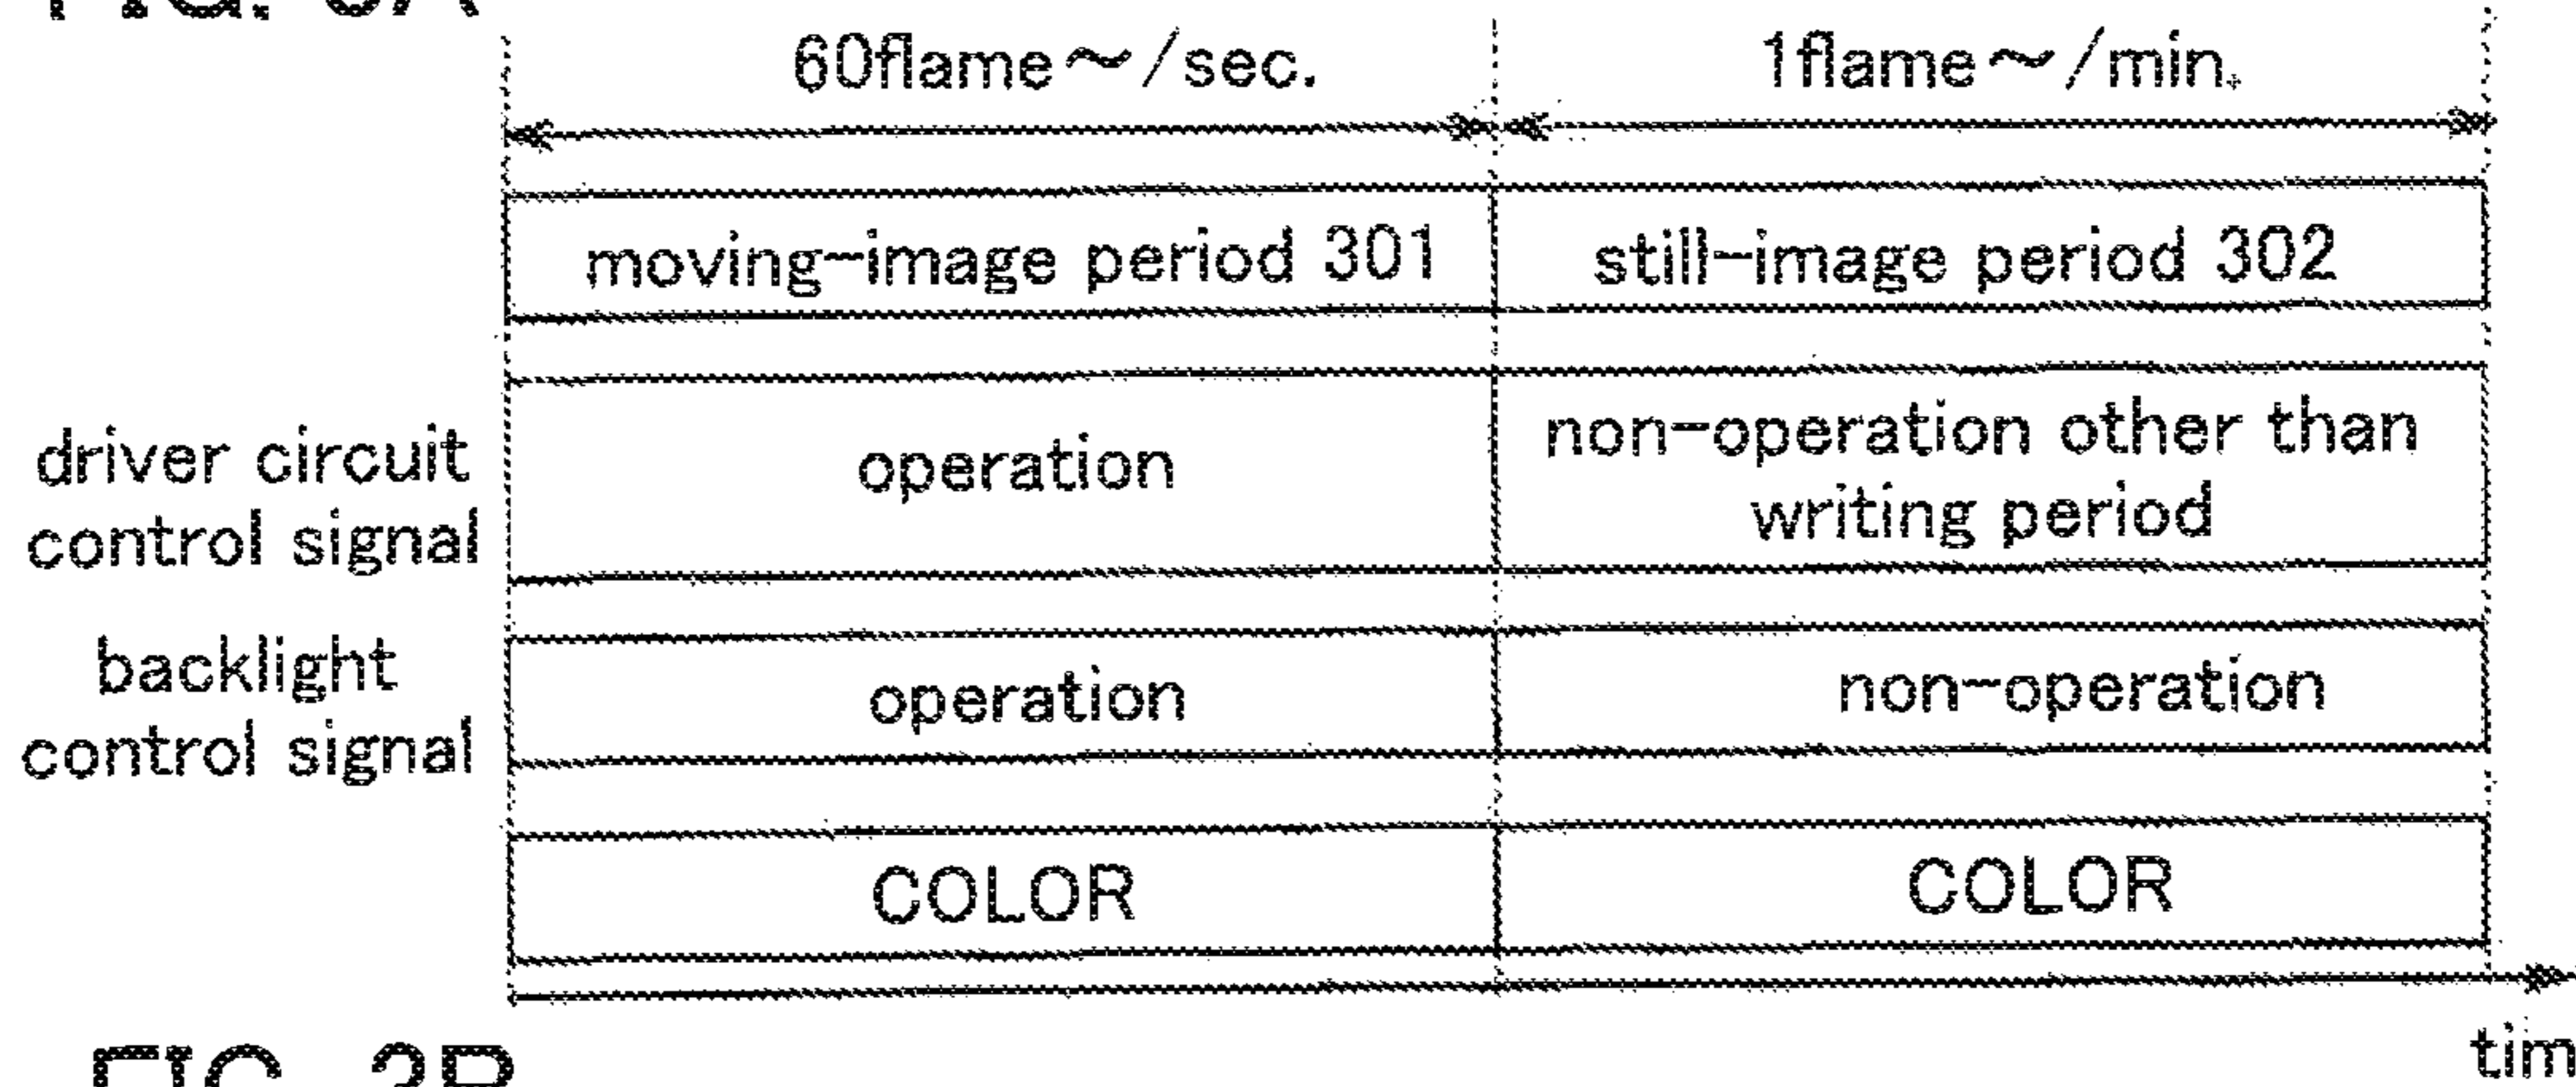 60flame～/sec. 1flame～/min.
moving-image period 301 still-image period 302
driver circuit
control signal
operation
non-operation other than
writing period
backlight
control signal
operation
non-operation
COLOR COLOR